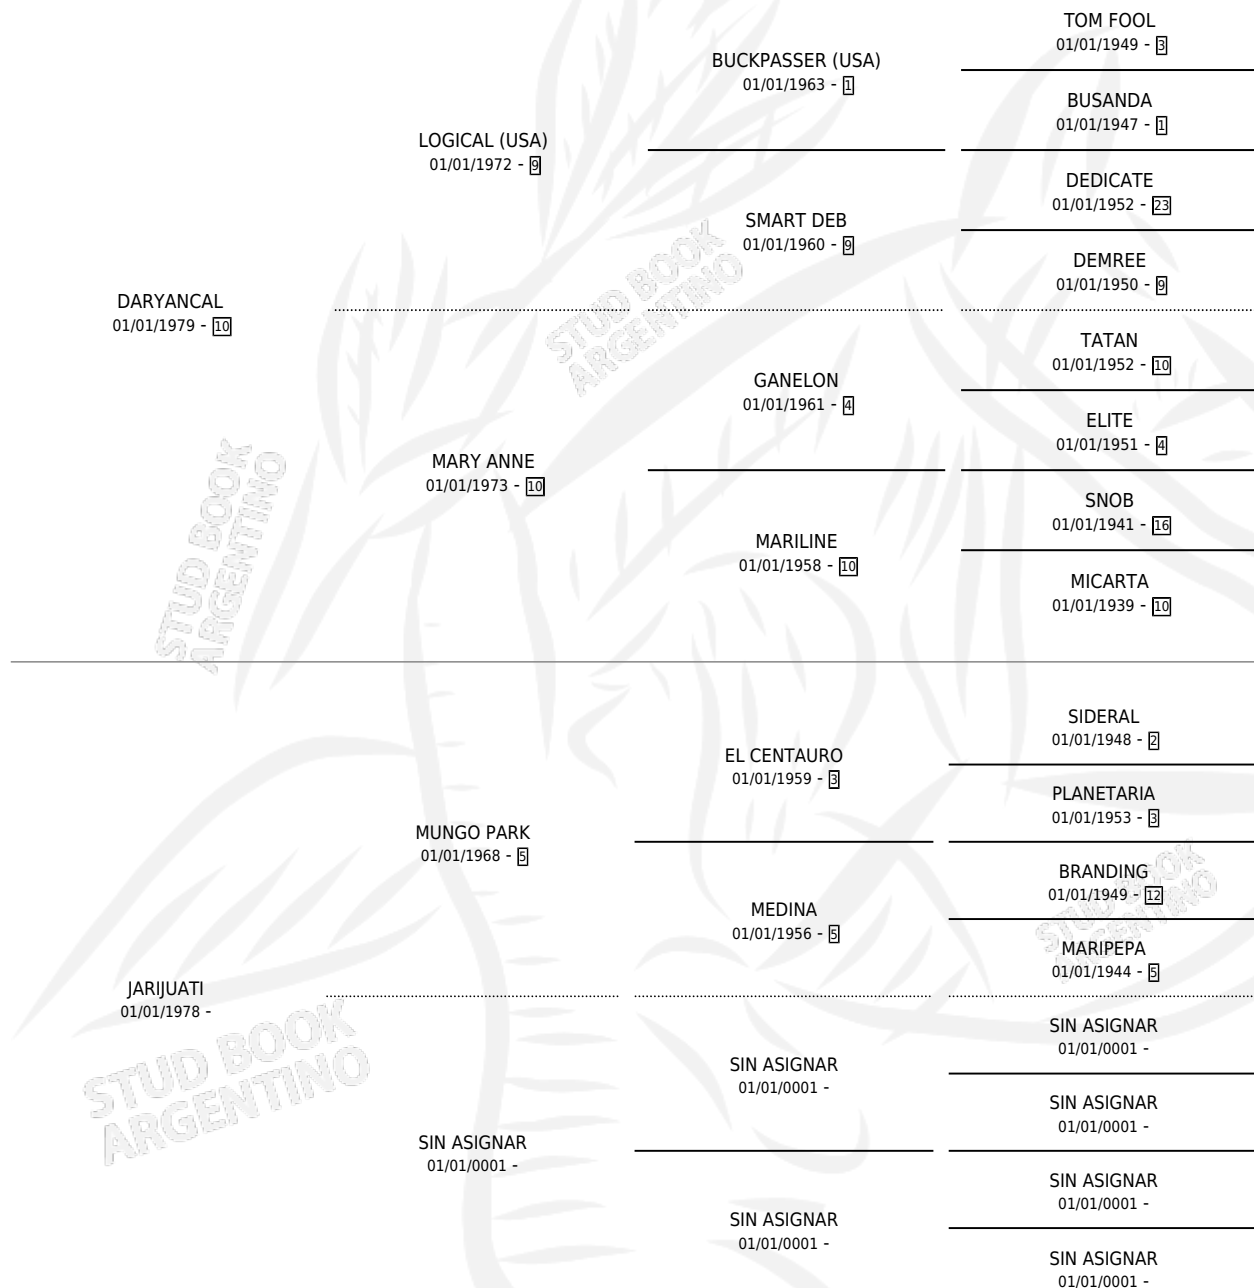 TOM FOOL
01/01/1949 - 3
BUCKPASSER (USA)
01/01/1963 - 1
BUSANDA
01/01/1947 - 1
LOGICAL (USA)
01/01/1972 - 9
DEDICATE
01/01/1952 - 23
SMART DEB
01/01/1960 - 9
DEMREE
01/01/1950 - 9
DARYANCAL
01/01/1979 - 10
TATAN
01/01/1952 - 10
GANELON
01/01/1961 - 4
ELITE
01/01/1951 - 4
MARY ANNE
01/01/1973 - 10
SNOB
01/01/1941 - 16
MARILINE
01/01/1958 - 10
MICARTA
01/01/1939 - 10
SIDERAL
01/01/1948 - 2
EL CENTAURO
01/01/1959 - 3
PLANETARIA
01/01/1953 - 3
MUNGO PARK
01/01/1968 - 5
BRANDING
01/01/1949 - 12
MEDINA
01/01/1956 - 5
MARIPEPA
01/01/1944 - 5
JARIJUATI
01/01/1978 -
SIN ASIGNAR
01/01/0001 -
SIN ASIGNAR
01/01/0001 -
SIN ASIGNAR
01/01/0001 -
SIN ASIGNAR
01/01/0001 -
SIN ASIGNAR
01/01/0001 -
SIN ASIGNAR
01/01/0001 -
SIN ASIGNAR
01/01/0001 -
STUD BOOK
ARGENTINO
STUD BOOK
ARGENTINO
STUD BOOK
ARGENTINO
STUD BOOK
ARGENTINO